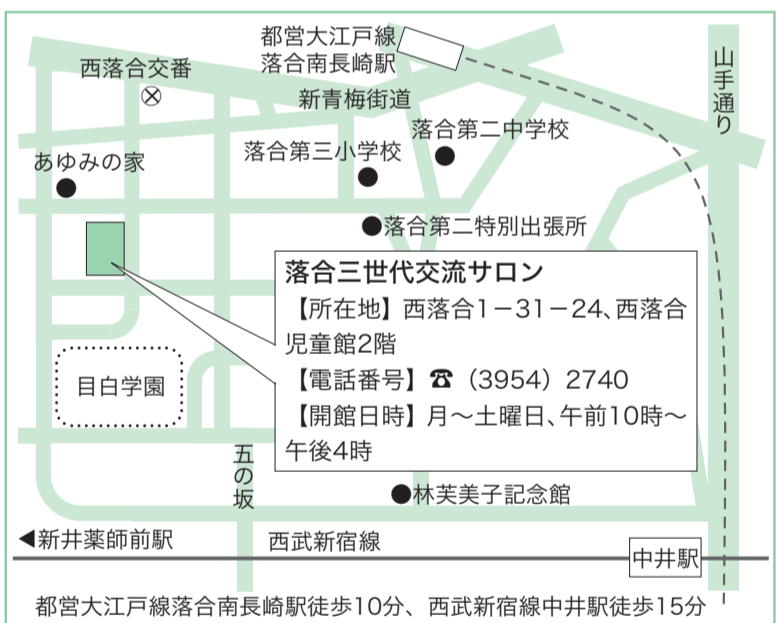 都営大江戸線
落合南長崎駅
山手通り
西落合交番
新青梅街道
落合第二中学校
落合第三小学校
あゆみの家
●落合第二特別出張所
落合三世代交流サロン
【所在地】西落合1－31－24、西落合
児童館2階
【電話番号】☎（3954）2740
【開館日時】月～土曜日、午前10時～
午後4時
目白学園
五の坂
●林芙美子記念館
◀新井薬師前駅
西武新宿線
中井駅
都営大江戸線落合南長崎駅徒歩10分、西武新宿線中井駅徒歩15分